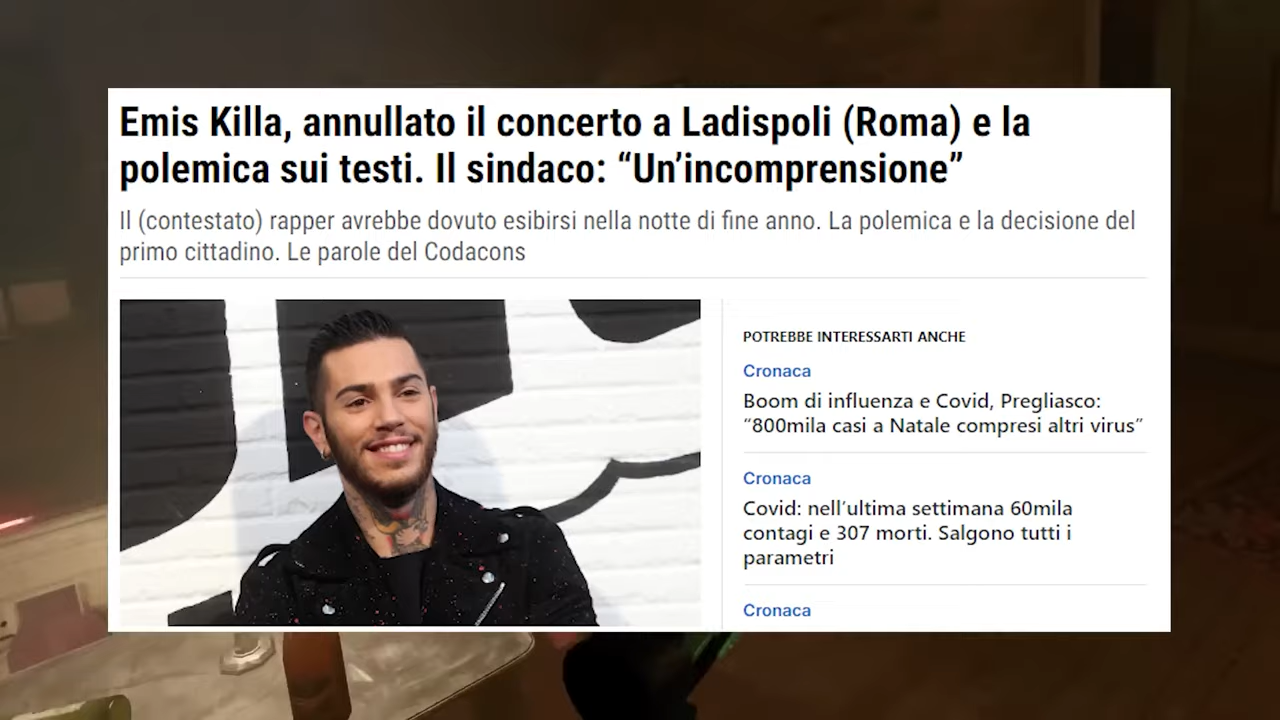 Emis Killa, annullato il concerto a Ladispoli (Roma) e la
polemica sui testi. Il sindaco: “Un’incomprensione”
Il (contestato) rapper avrebbe dovuto esibirsi nella notte di fine anno. La polemica e la decisione del
primo cittadino. Le parole del Codacons
POTREBBE INTERESSARTI ANCHE
Cronaca
Boom di influenza e Covid, Pregliasco:
“800mila casi a Natale compresi altri virus”
Cronaca
Covid: nell’ultima settimana 60mila
contagi e 307 morti. Salgono tutti i
parametri
Cronaca